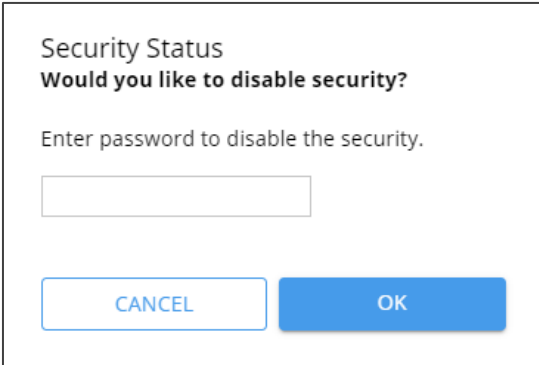 Security Status
Would you like to disable security?
Enter password to disable the security.
CANCEL
OK